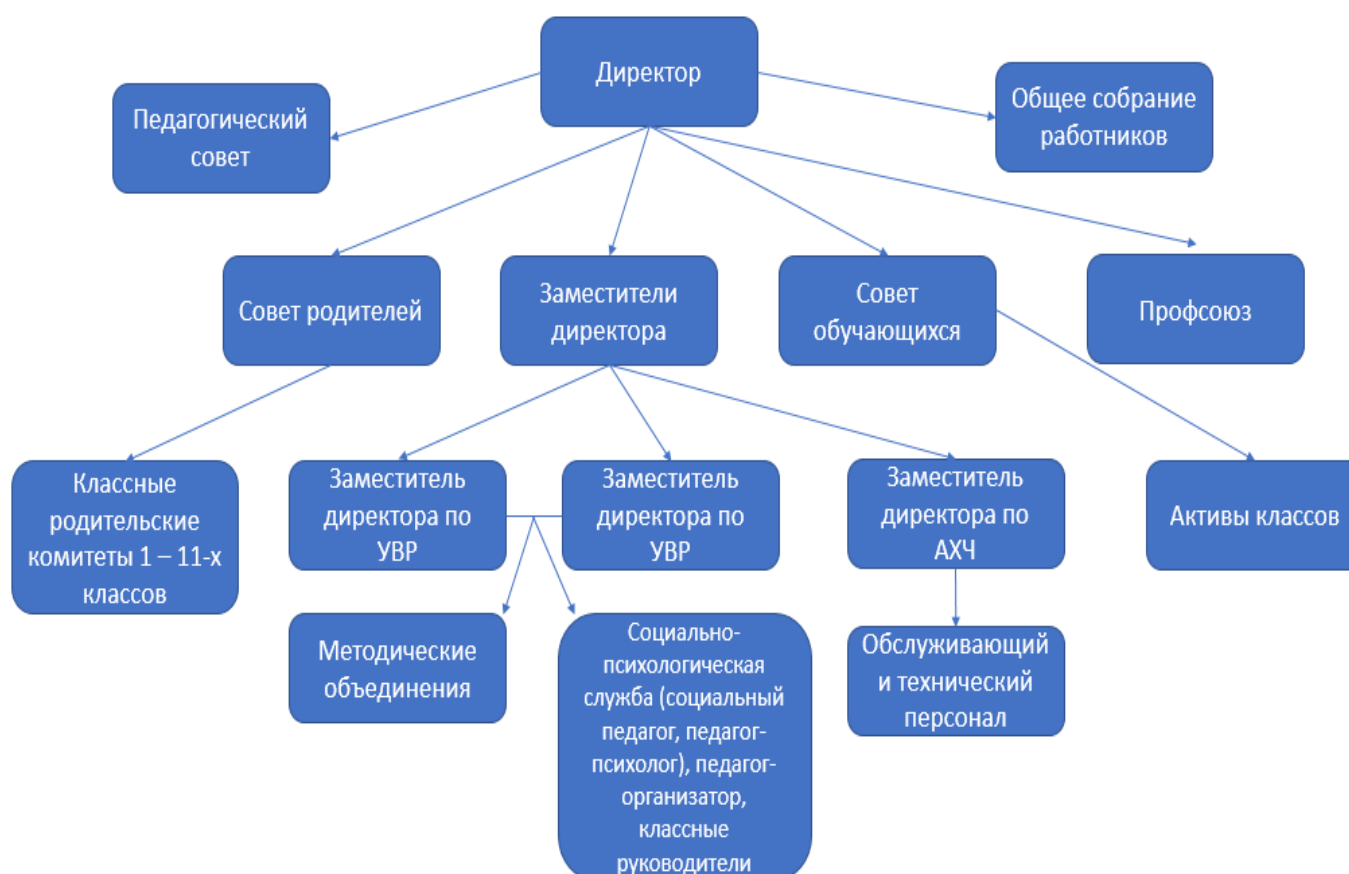 Директор
Педагогический
совет
Общее собрание
работников
Совет родителей
Заместители
директора
Совет
обучающихся
Профсоюз
Классные
родительские
комитеты 1 – 11-х
классов
Заместитель
директора по
УВР
Заместитель
директора по
УВР
Заместитель
директора по
АХЧ
Активы классов
Методические
объединения
Социально-
психологическая
служба (социальный
педагог, педагог-
психолог), педагог-
организатор,
классные
руководители
Обслуживающий
и технический
персонал